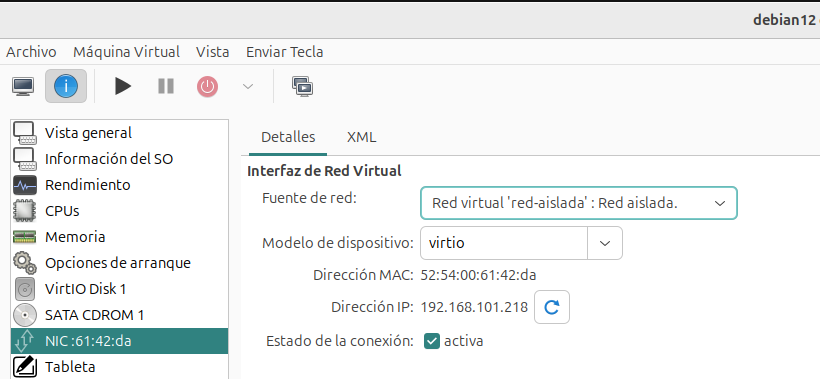 debian12
Archivo Máquina Virtual Vista Enviar Tecla
Vista general
Información del SO
Rendimiento
CPUs
Memoria
Opciones de arranque
VirtIO Disk 1
SATA CDROM 1
NIC :61:42:da
Tableta
Detalles XML
Interfaz de Red Virtual
Fuente de red: Red virtual 'red-aislada' : Red aislada.
Modelo de dispositivo: virtio
Dirección MAC: 52:54:00:61:42:da
Dirección IP: 192.168.101.218
Estado de la conexión: activa